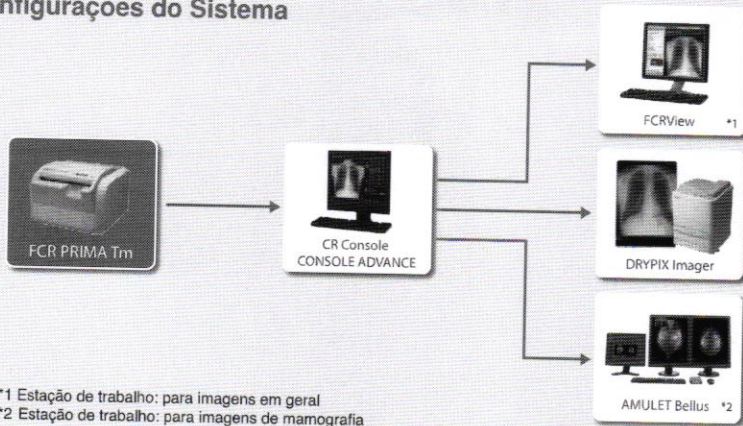 nfigurações do Sistema
FCRView *1
FCR PRIMA Tm
CR Console
CONSOLE ADVANCE
DRYPIX Imager
AMULET Bellus *2
*1 Estação de trabalho: para imagens em geral
*2 Estação de trabalho: para imagens de mamografia